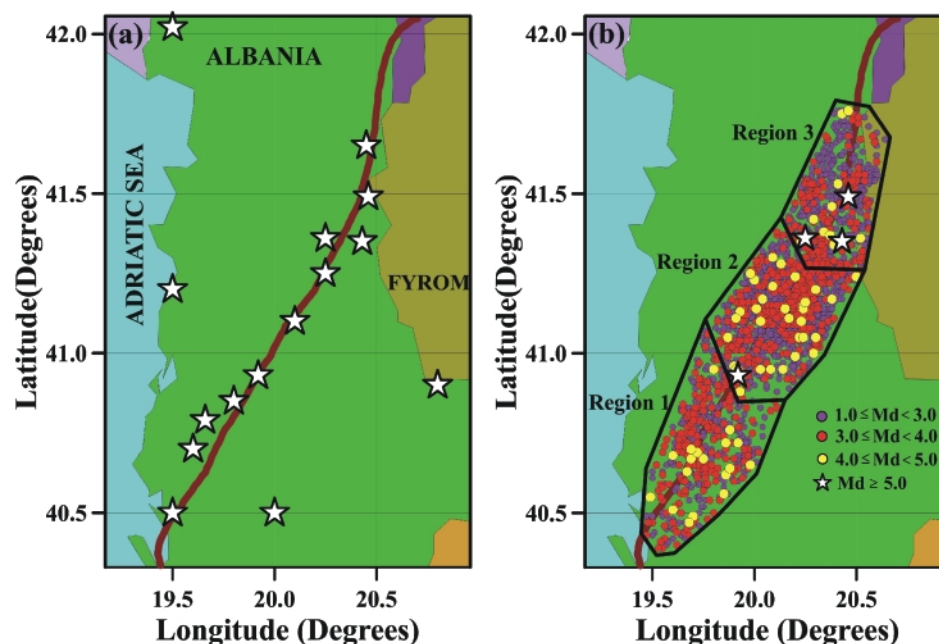 (a)
ALBANIA
ADRIATIC SEA
FYROM
42.0
41.5
41.0
40.5
Latitude(Degrees)
19.5 20.0 20.5
Longitude (Degrees)
(b)
Region 3
Region 2
Region 1
1.0 ≤ Md < 3.0
3.0 ≤ Md < 4.0
4.0 ≤ Md < 5.0
Md ≥ 5.0
42.0
41.5
41.0
40.5
Latitude(Degrees)
19.5 20.0 20.5
Longitude (Degrees)